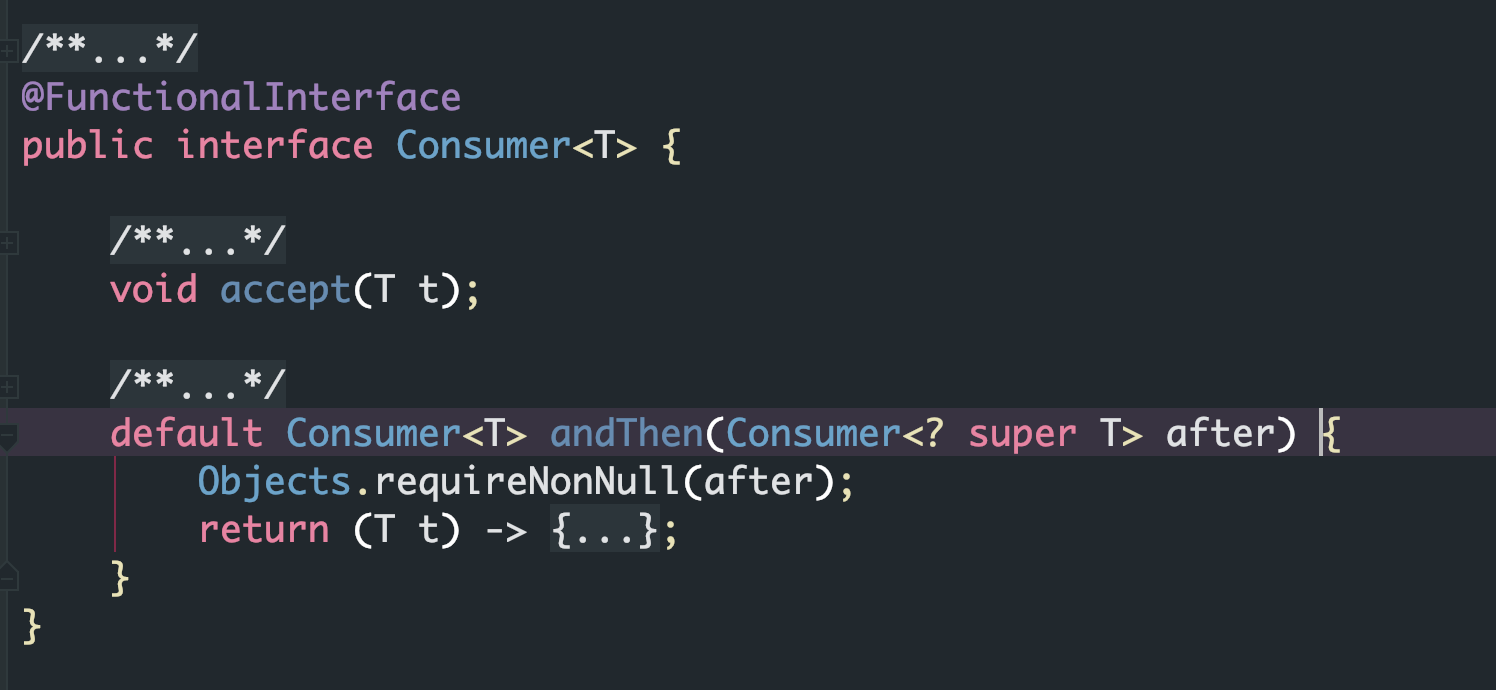 /**...*/
@FunctionalInterface
public interface Consumer<T> {
/**...*/
void accept(T t);
/**...*/
default Consumer<T> andThen(Consumer<? super T> after) {
Objects.requireNonNull(after);
return (T t) -> {...};
}
}